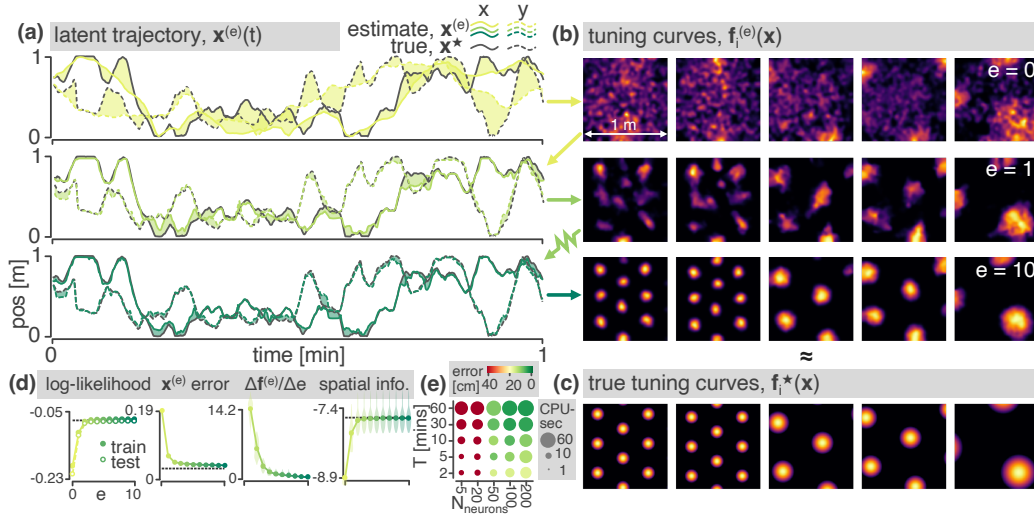 (a) latent trajectory, x⁽ᵉ⁾(t)
x y
estimate, x⁽ᵉ⁾
true, x★
1
0
1
0
1
0
pos [m]
0 time [min] 1
(b) tuning curves, fᵢ⁽ᵉ⁾(x)
e = 0
1 m
e = 1
e = 10
≈
(c) true tuning curves, fᵢ★(x)
(d) log-likelihood x⁽ᵉ⁾ error Δf⁽ᵉ⁾/Δe spatial info.
-0.05 0.19 14.2 -7.4
train
test
-0.23 0 0 -8.9
0 e 10
(e) error [cm] 40 20 0
CPU-sec
60
10
1
T [mins]
60
30
10
5
2
5 20 50 100 200
Nneurons